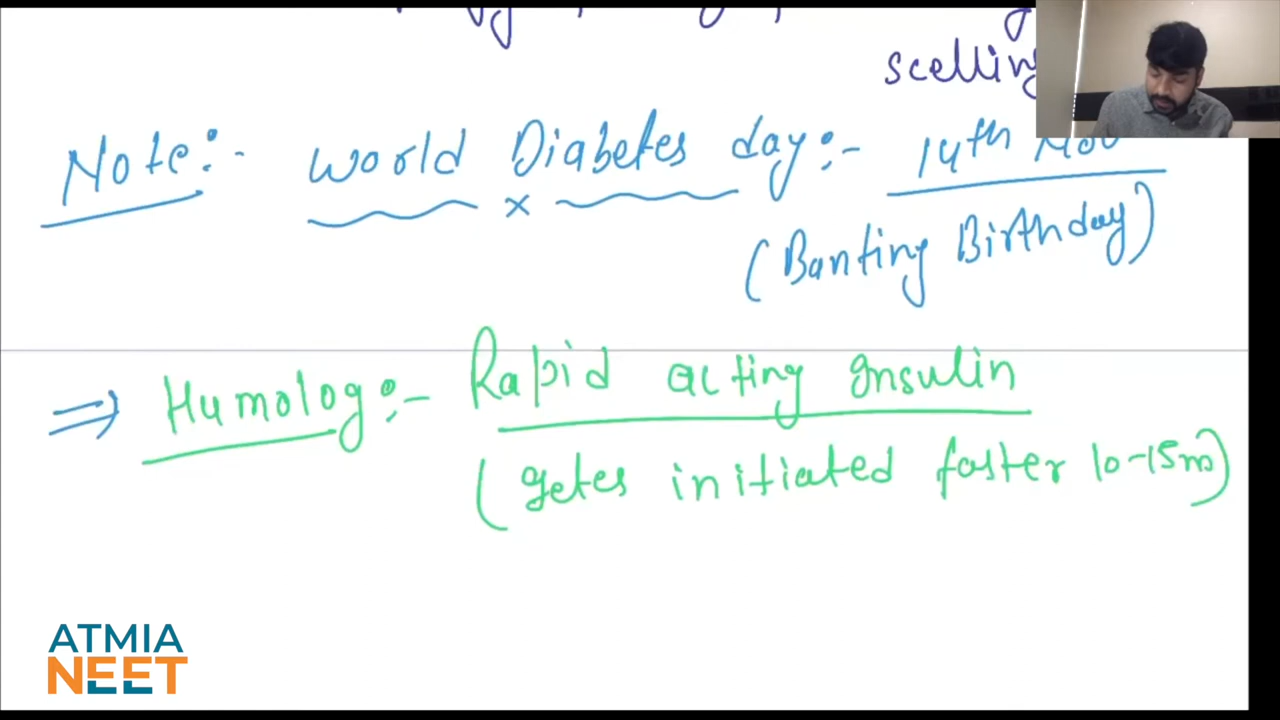 scelling
Note:- World Diabetes day:- 14th Nov
(Banting Birthday)
⇒ Humolog:- Rapid acting Insulin
(getes initiated faster 10-15m)
ATMIA
NEET